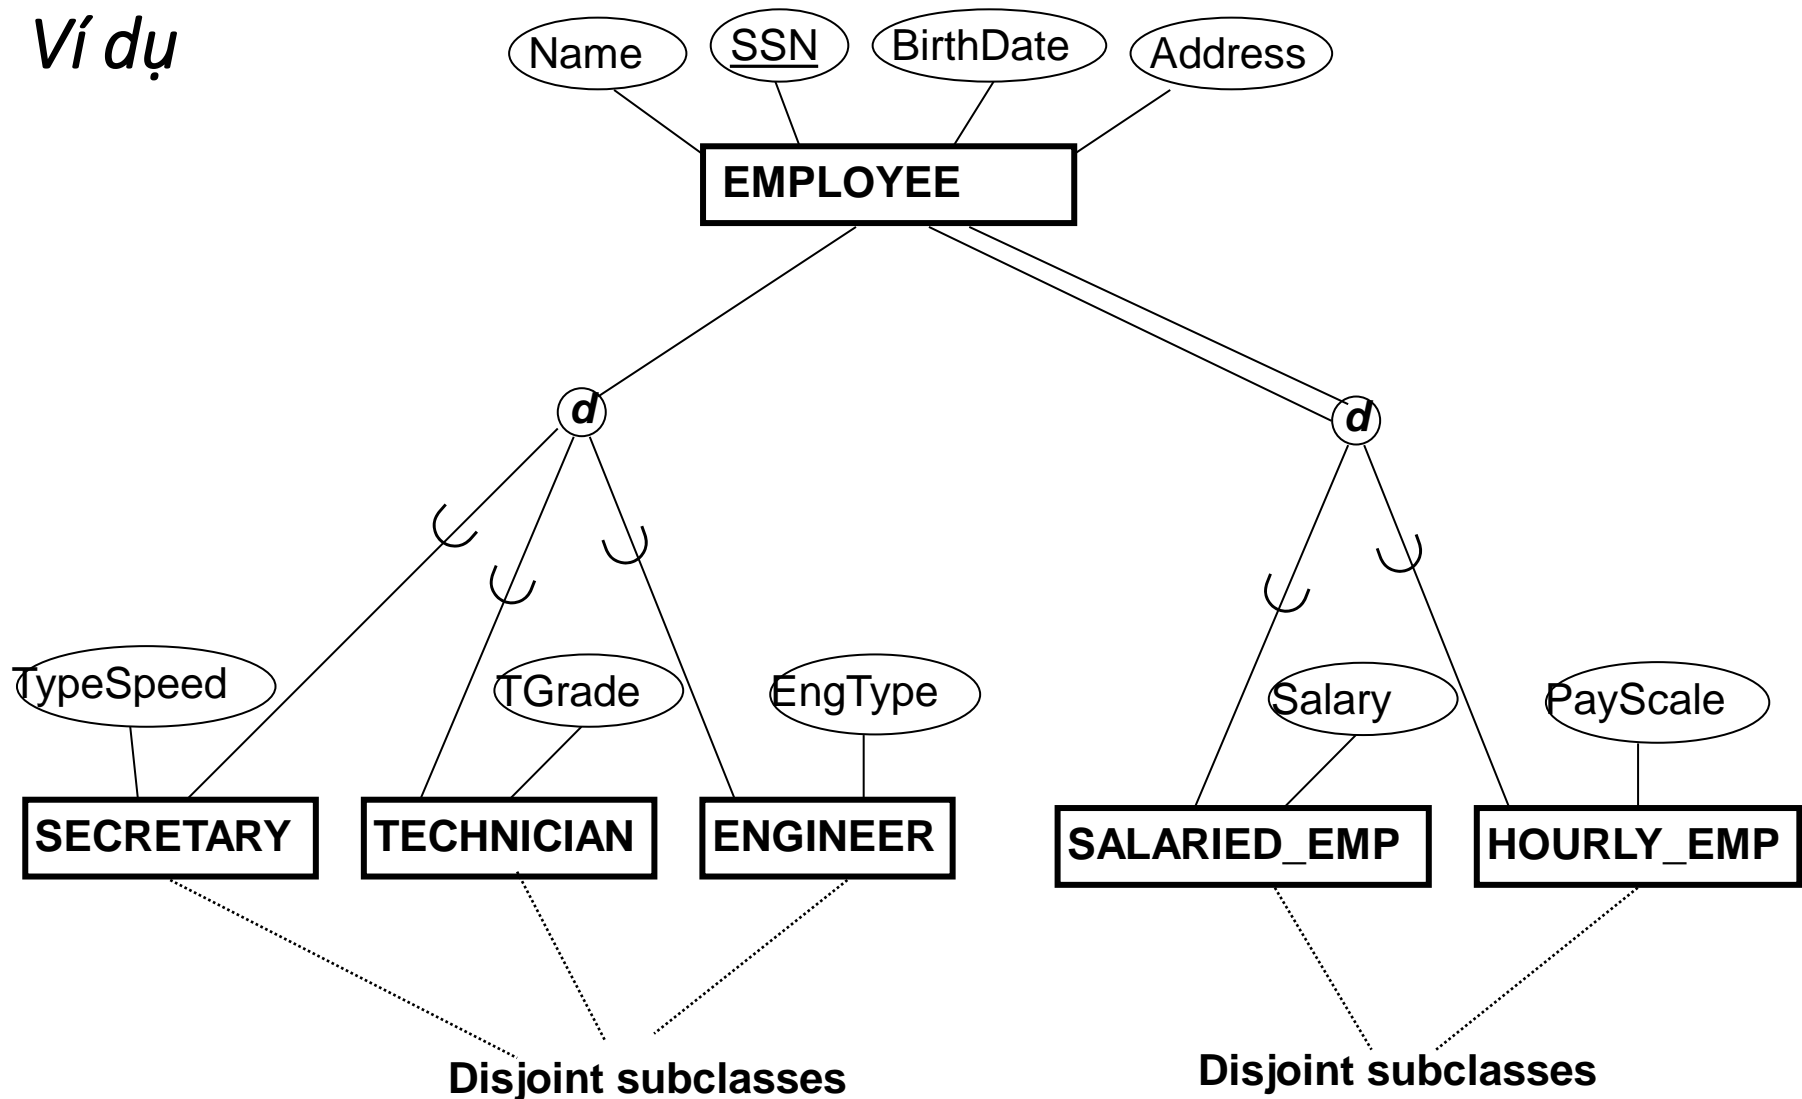 Ví dụ
Name SSN BirthDate Address
EMPLOYEE
d d
TypeSpeed TGrade EngType Salary PayScale
SECRETARY TECHNICIAN ENGINEER SALARIED_EMP HOURLY_EMP
Disjoint subclasses Disjoint subclasses